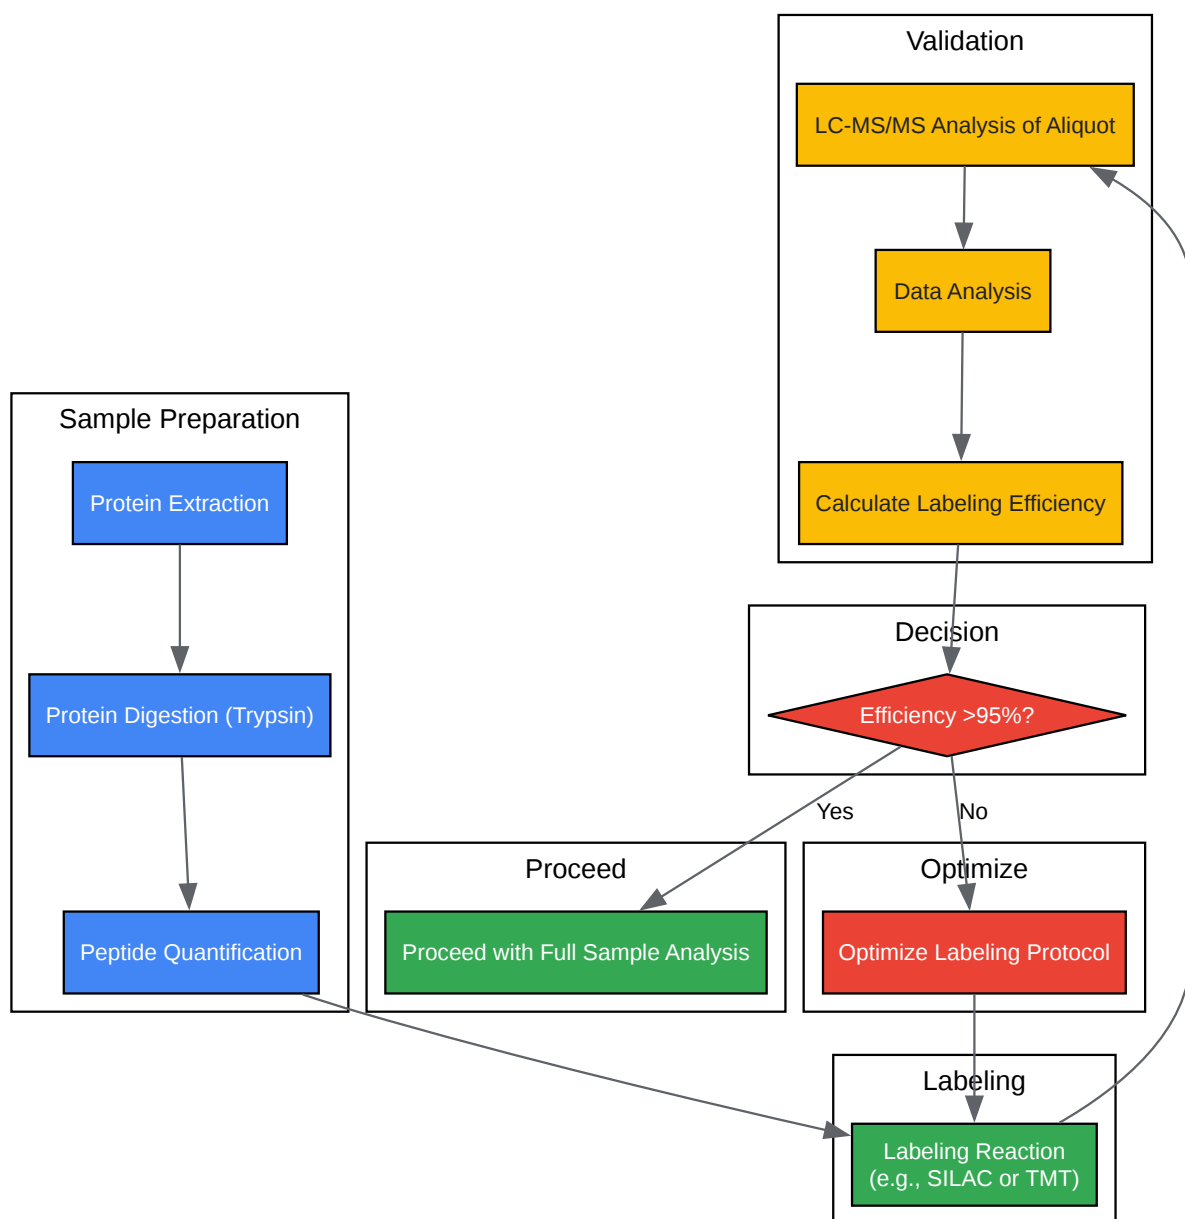 Validation
LC-MS/MS Analysis of Aliquot
Data Analysis
Calculate Labeling Efficiency
Sample Preparation
Protein Extraction
Protein Digestion (Trypsin)
Peptide Quantification
Decision
Efficiency >95%?
Yes
No
Proceed
Proceed with Full Sample Analysis
Optimize
Optimize Labeling Protocol
Labeling
Labeling Reaction
(e.g., SILAC or TMT)